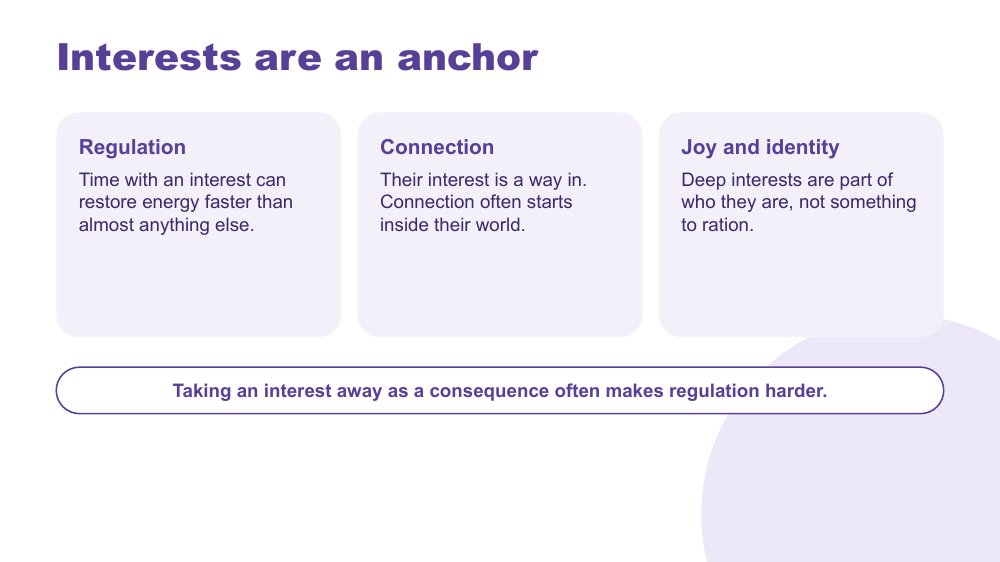 Interests are an anchor
Regulation
Time with an interest can
restore energy faster than
almost anything else.
Connection
Their interest is a way in.
Connection often starts
inside their world.
Joy and identity
Deep interests are part of
who they are, not something
to ration.
Taking an interest away as a consequence often makes regulation harder.